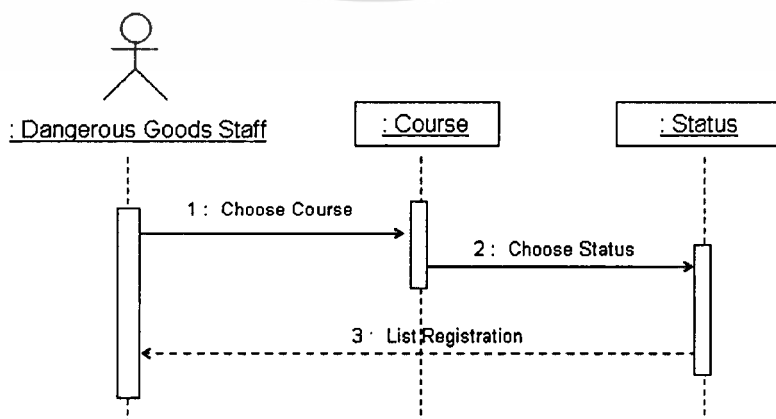 : Dangerous Goods Staff
: Course
: Status
1 : Choose Course
2 : Choose Status
3 : List Registration